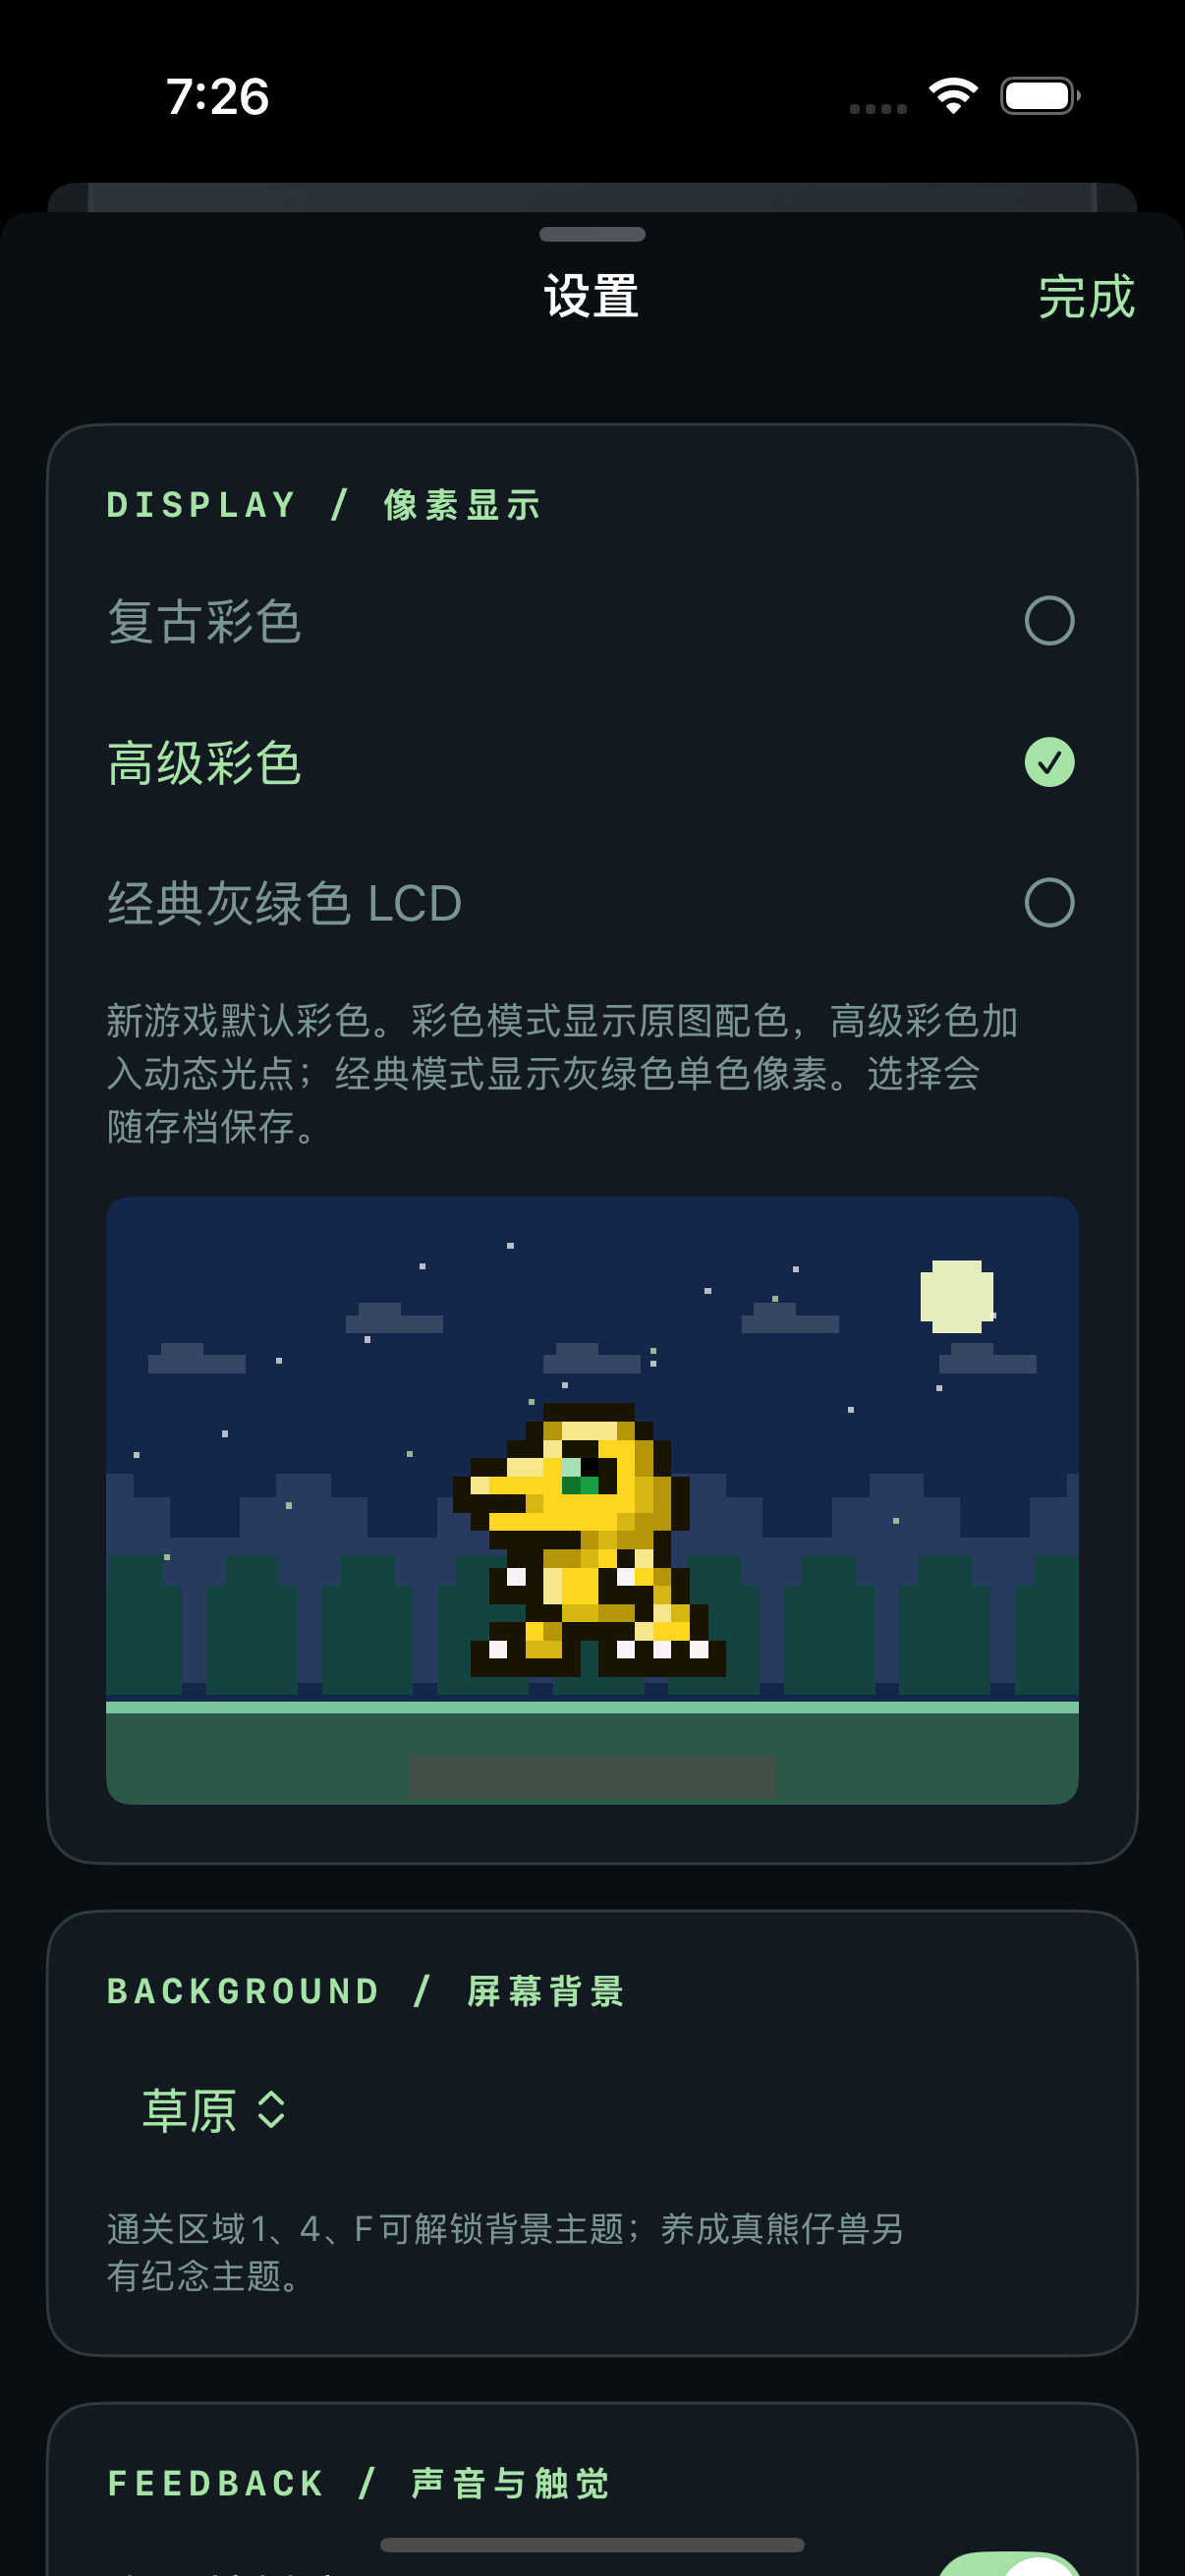 7:26
设置
完成
DISPLAY / 像素显示
复古彩色
高级彩色
经典灰绿色 LCD
新游戏默认彩色。彩色模式显示原图配色，高级彩色加
入动态光点；经典模式显示灰绿色单色像素。选择会
随存档保存。
BACKGROUND / 屏幕背景
草原
通关区域 1、4、F 可解锁背景主题；养成真熊仔兽另
有纪念主题。
FEEDBACK / 声音与触觉